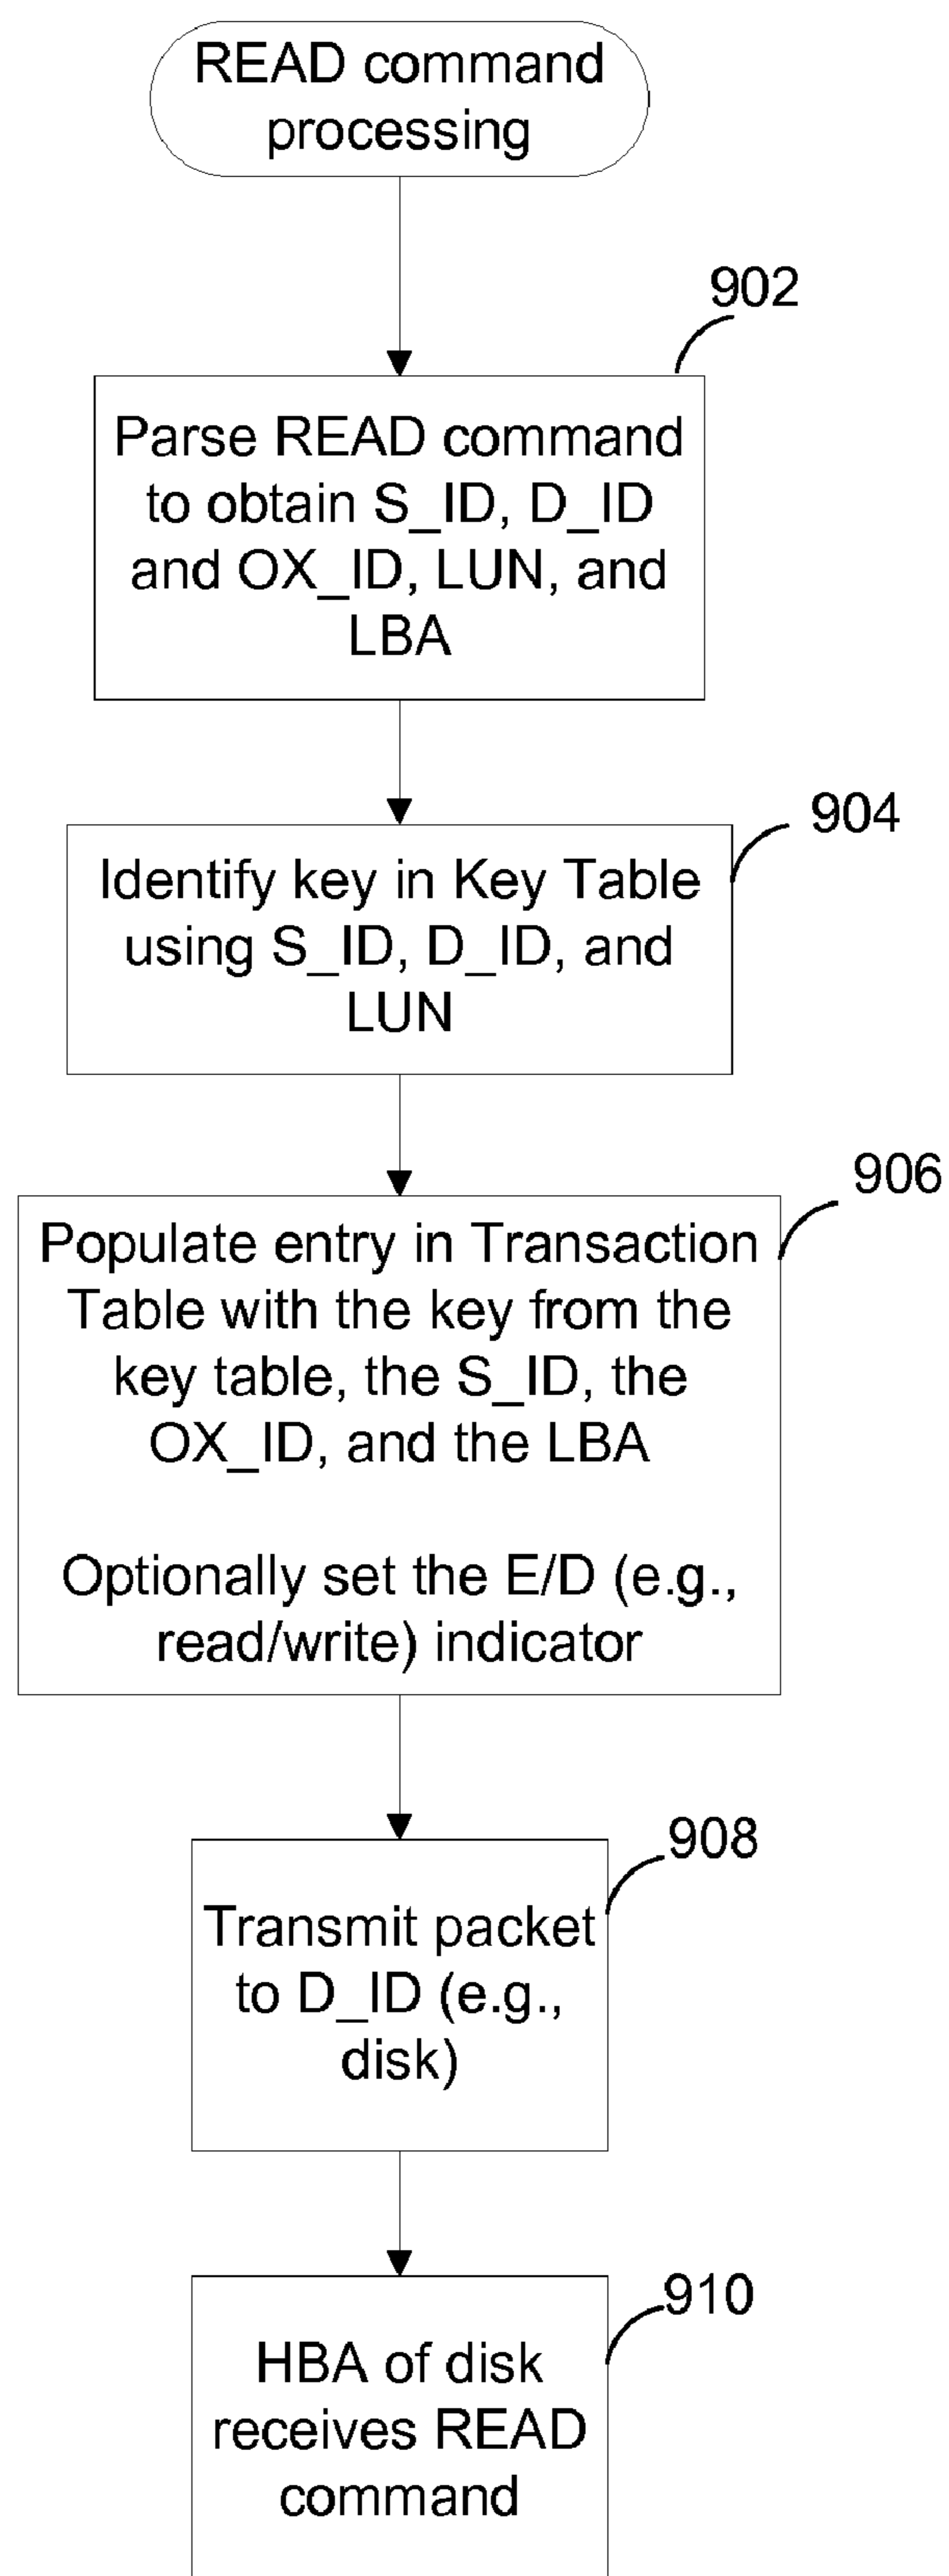 READ command
processing
902
Parse READ command
to obtain S_ID, D_ID
and OX_ID, LUN, and
LBA
904
Identify key in Key Table
using S_ID, D_ID, and
LUN
906
Populate entry in Transaction
Table with the key from the
key table, the S_ID, the
OX_ID, and the LBA
Optionally set the E/D (e.g.,
read/write) indicator
908
Transmit packet
to D_ID (e.g.,
disk)
910
HBA of disk
receives READ
command